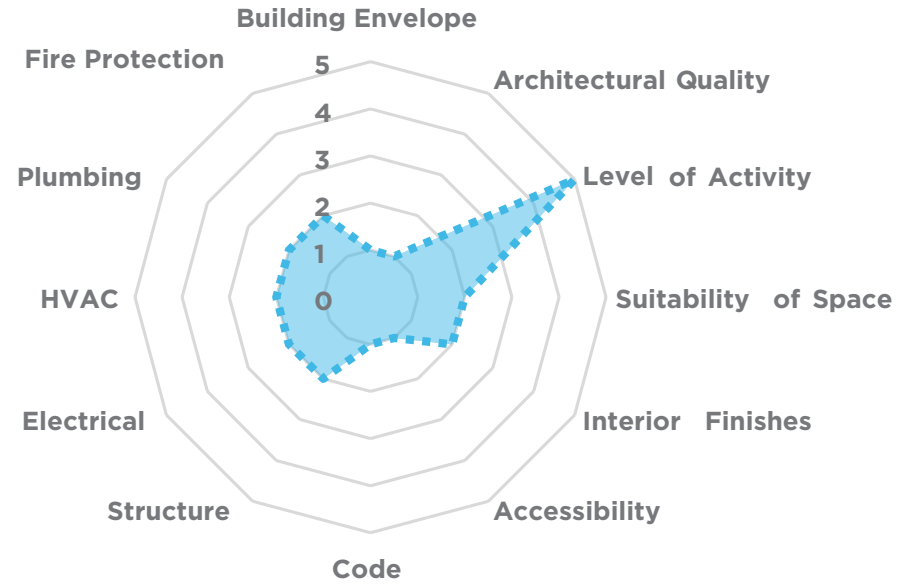 Building Envelope
Fire Protection
5
Architectural Quality
4
3
Plumbing
Level of Activity
2
1
HVAC
0
Suitability of Space
Electrical
Interior Finishes
Structure
Accessibility
Code